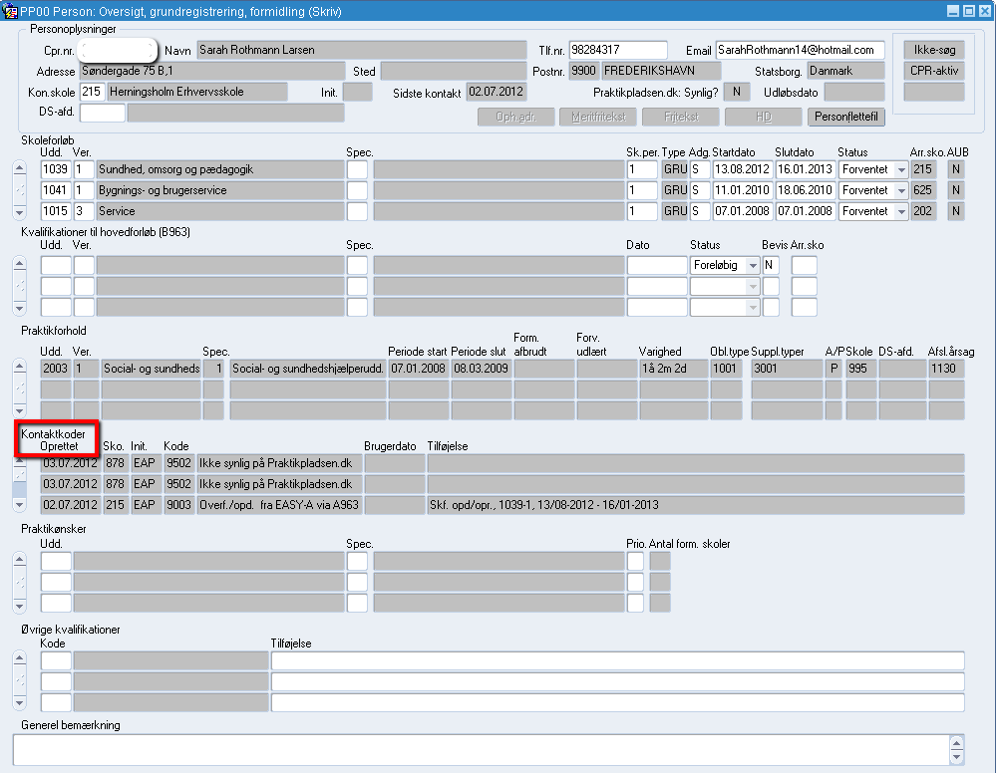 PP00 Person: Oversigt, grundregistrering, formidling (Skriv)
Personoplysninger
Cpr.nr. Navn Sarah Rothmann Larsen Tlf.nr. 98284317 Email SarahRothmann14@hotmail.com Ikke-søg
Adresse Søndergade 75 B,1 Sted Postnr. 9900 FREDERIKSHAVN Statsborg. Danmark CPR-aktiv
Kon.skole 215 Herningsholm Erhvervsskole Init. Sidste kontakt 02.07.2012 Praktikpladsen.dk: Synlig? N Udløbsdato
DS-afd. Oph.adr. Meritfritekst Fritekst HD Personflettefil
Skoleforløb
Udd. Ver. Spec. Sk.per. Type Adg. Startdato Slutdato Status Arr.sko. AUB
1039 1 Sundhed, omsorg og pædagogik 1 GRU S 13.08.2012 16.01.2013 Forventet 215 N
1041 1 Bygnings- og brugerservice 1 GRU S 11.01.2010 18.06.2010 Forventet 625 N
1015 3 Service 1 GRU S 07.01.2008 07.01.2008 Forventet 202 N
Kvalifikationer til hovedforløb (B963)
Udd. Ver. Spec. Dato Status Bevis Arr.sko
Foreløbig N
Praktikforhold
Udd. Ver. Spec. Periode start Periode slut Form. afbrudt Forv. udlært Varighed Obl.type Suppl.typer A/P Skole DS-afd. Afsl.årsag
2003 1 Social- og sundheds 1 Social- og sundhedshjælperudd. 07.01.2008 08.03.2009 1å 2m 2d 1001 3001 P 995 1130
Kontaktkoder
Oprettet Sko. Init. Kode Brugerdato Tilføjelse
03.07.2012 878 EAP 9502 Ikke synlig på Praktikpladsen.dk
03.07.2012 878 EAP 9502 Ikke synlig på Praktikpladsen.dk
02.07.2012 215 EAP 9003 Overf./opd. fra EASY-A via A963 Skf. opd/opr., 1039-1, 13/08-2012 - 16/01-2013
Praktikønsker
Udd. Spec. Prio. Antal form. skoler
Øvrige kvalifikationer
Kode Tilføjelse
Generel bemærkning